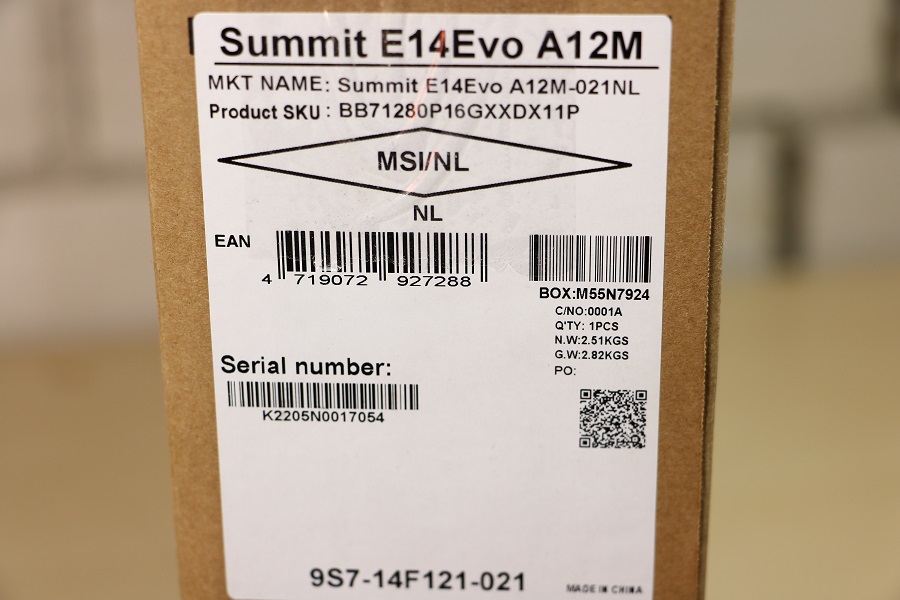 Summit E14Evo A12M
MKT NAME: Summit E14Evo A12M-021NL
Product SKU : BB71280P16GXXDX11P
MSI/NL
NL
EAN
4 719072 927288
BOX:M55N7924
C/NO:0001A
Q'TY: 1PCS
N.W:2.51KGS
G.W:2.82KGS
PO:
Serial number:
K2205N0017054
9S7-14F121-021
MADE IN CHINA